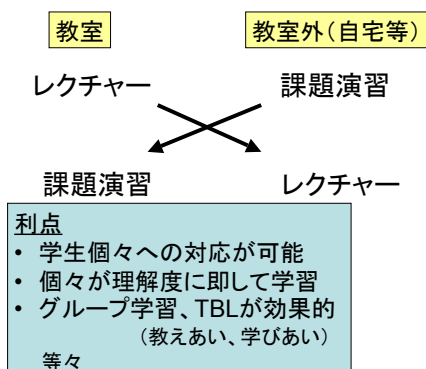 教室
教室外(自宅等)
レクチャー
課題演習
課題演習
レクチャー
利点
• 学生個々への対応が可能
• 個々が理解度に即して学習
• グループ学習、TBLが効果的
(教えあい、学びあい)
等々